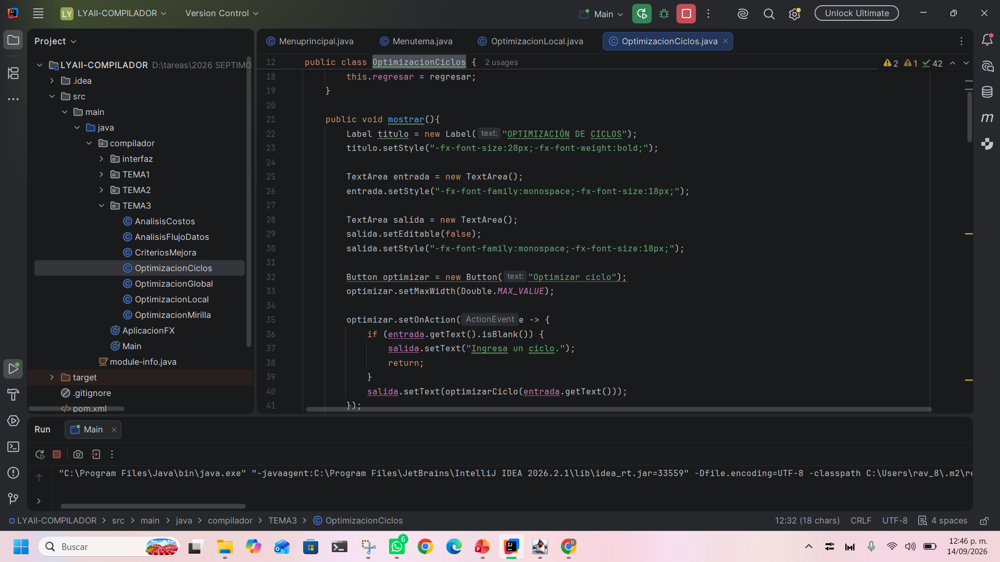 LY LYAII-COMPILADOR Version Control Main Unlock Ultimate
Project
LYAII-COMPILADOR D:\tareas\2026 SEPTIMO
.idea
src
main
java
compilador
interfaz
TEMA1
TEMA2
TEMA3
AnalisisCostos
AnalisisFlujoDatos
CriteriosMejora
OptimizacionCiclos
OptimizacionGlobal
OptimizacionLocal
OptimizacionMirilla
AplicacionFX
Main
module-info.java
target
.gitignore
pom.xml
Menuprincipal.java Menutema.java OptimizacionLocal.java OptimizacionCiclos.java
12 public class OptimizacionCiclos { 2 usages 2 1 42
18 this.regresar = regresar;
19 }
20
21 public void mostrar(){
22 Label titulo = new Label( text: "OPTIMIZACIÓN DE CICLOS");
23 titulo.setStyle("-fx-font-size:28px;-fx-font-weight:bold;");
24
25 TextArea entrada = new TextArea();
26 entrada.setStyle("-fx-font-family:monospace;-fx-font-size:18px;");
27
28 TextArea salida = new TextArea();
29 salida.setEditable(false);
30 salida.setStyle("-fx-font-family:monospace;-fx-font-size:18px;");
31
32 Button optimizar = new Button( text: "Optimizar ciclo");
33 optimizar.setMaxWidth(Double.MAX_VALUE);
34
35 optimizar.setOnAction( ActionEvent e -> {
36 if (entrada.getText().isBlank()) {
37 salida.setText("Ingresa un ciclo.");
38 return;
39 }
40 salida.setText(optimizarCiclo(entrada.getText()));
41 });
Run Main
"C:\Program Files\Java\bin\java.exe" "-javaagent:C:\Program Files\JetBrains\IntelliJ IDEA 2026.2.1\lib\idea_rt.jar=33559" -Dfile.encoding=UTF-8 -classpath C:\Users\rav_8\.m2\re
LYAII-COMPILADOR > src > main > java > compilador > TEMA3 > OptimizacionCiclos 12:32 (18 chars) CRLF UTF-8 4 spaces
Buscar 6 D 12:46 p. m.
14/09/2026